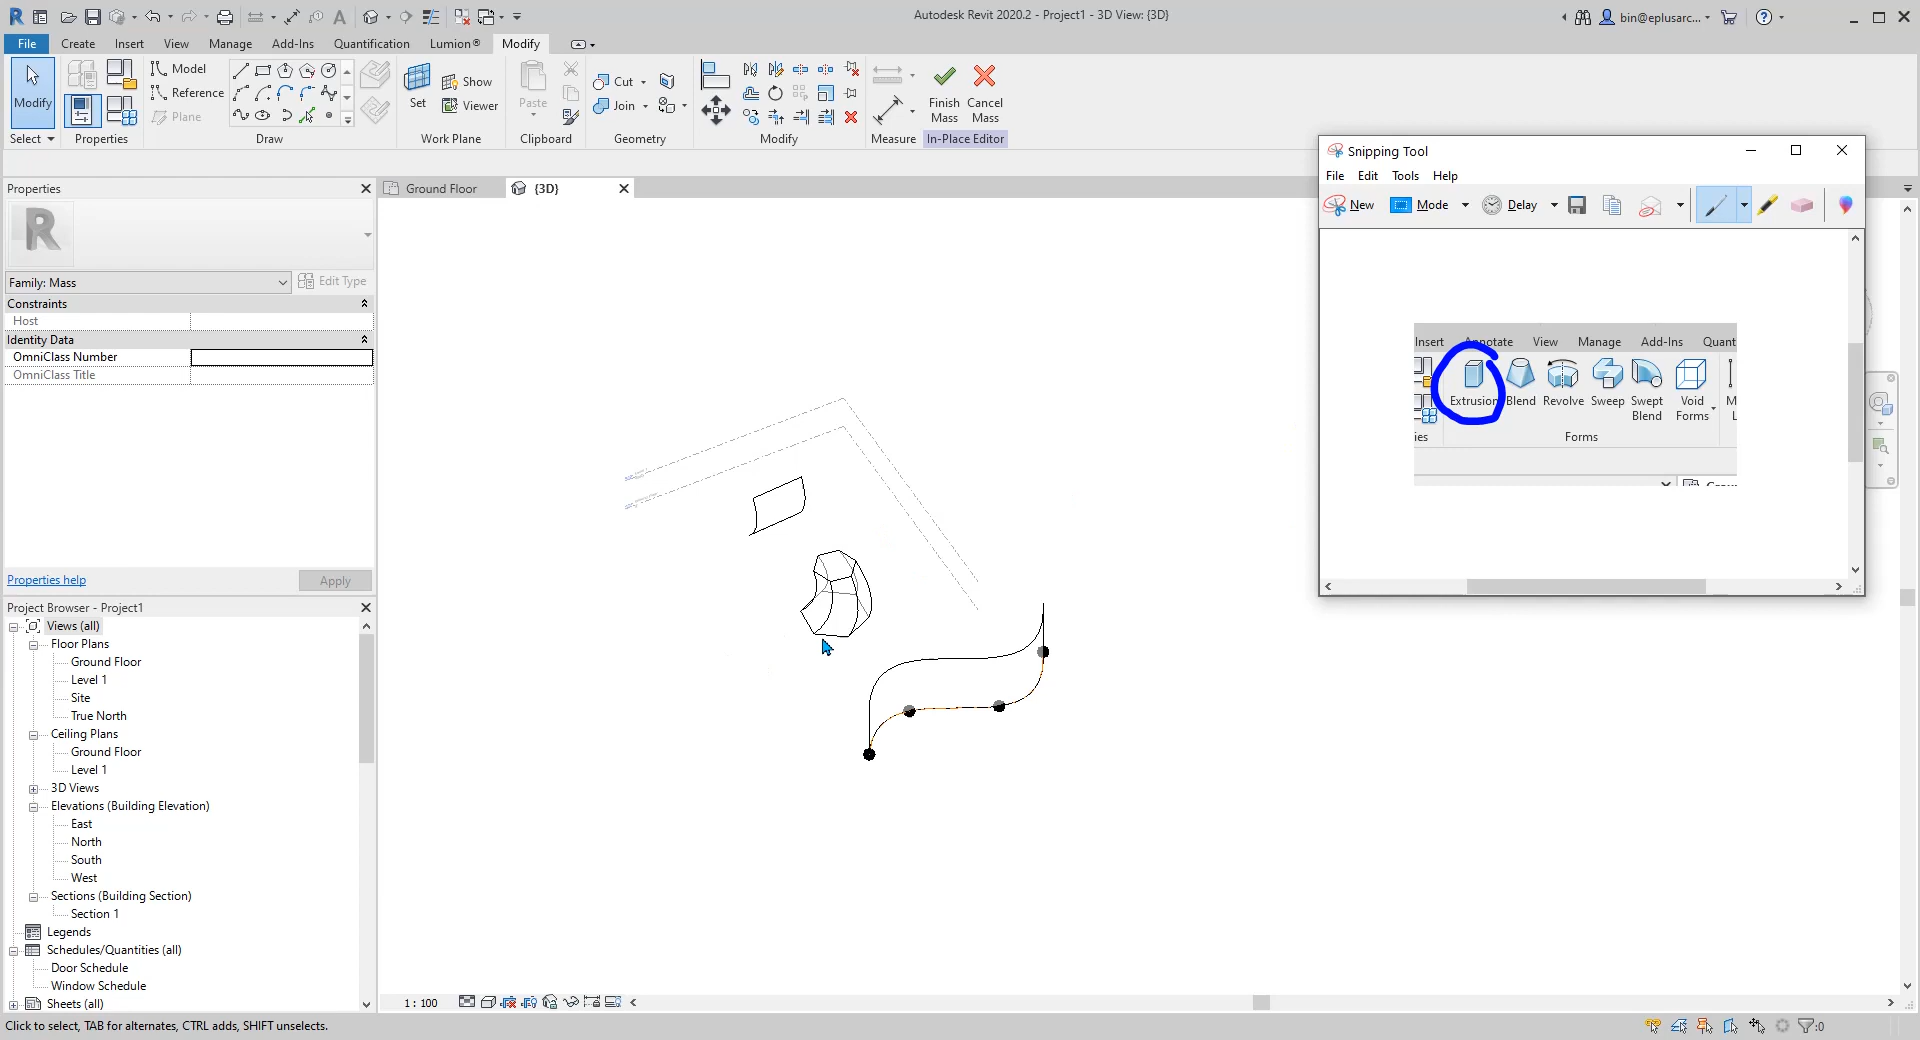 Autodesk Revit 2020.2 - Project1 - 3D View: {3D}
bin@eplusarc...
File Create Insert View Manage Add-Ins Quantification Lumion® Modify
Modify
Select
Properties
Model
Reference
Plane
Draw
Set
Show
Viewer
Work Plane
Paste
Clipboard
Cut
Join
Geometry
Modify
Measure
Finish Mass
Cancel Mass
In-Place Editor
Properties
R
Family: Mass
Edit Type
Constraints
Host
Identity Data
OmniClass Number
OmniClass Title
Properties help
Apply
Project Browser - Project1
Views (all)
Floor Plans
Ground Floor
Level 1
Site
True North
Ceiling Plans
Ground Floor
Level 1
3D Views
Elevations (Building Elevation)
East
North
South
West
Sections (Building Section)
Section 1
Legends
Schedules/Quantities (all)
Door Schedule
Window Schedule
Sheets (all)
Ground Floor
{3D}
Snipping Tool
File Edit Tools Help
New Mode Delay
Insert Annotate View Manage Add-Ins Quant
Extrusion Blend Revolve Sweep Swept Blend Void Forms M
L
ies
Forms
1 : 100
Click to select, TAB for alternates, CTRL adds, SHIFT unselects.
:0